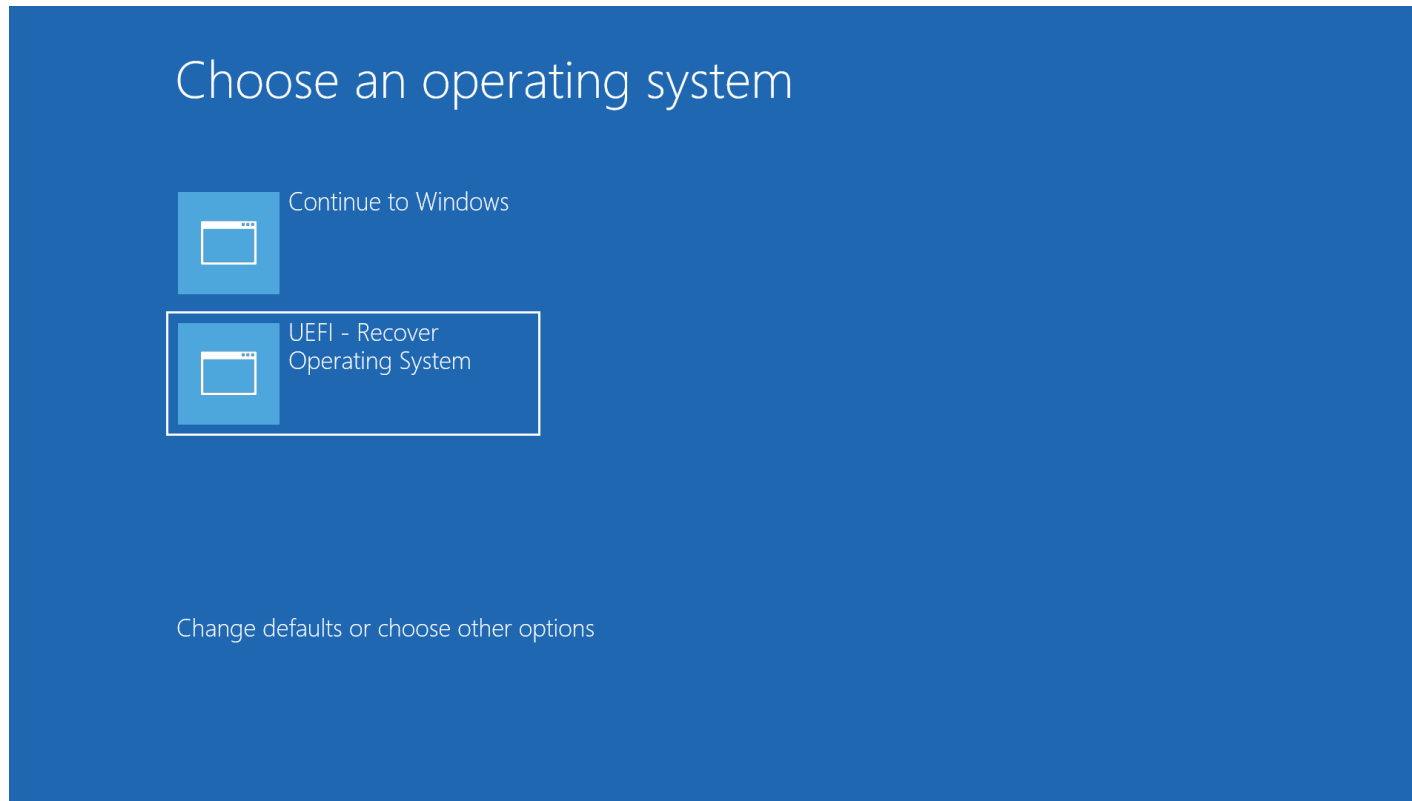 Choose an operating system
Continue to Windows
UEFI - Recover
Operating System
Change defaults or choose other options